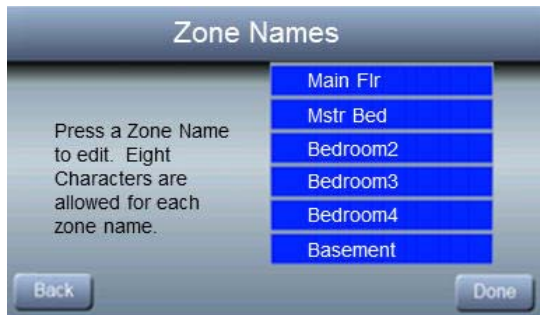 Zone Names
Press a Zone Name
to edit. Eight
Characters are
allowed for each
zone name.
Main Flr
Mstr Bed
Bedroom2
Bedroom3
Bedroom4
Basement
Back
Done